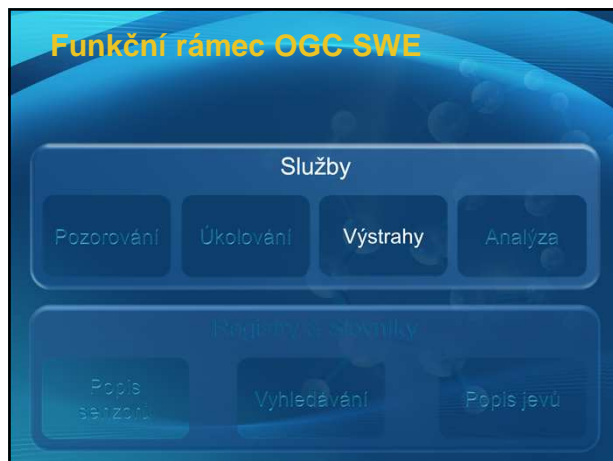 Funkční rámec OGC SWE
Služby
Pozorování Úkolování Výstrahy Analýza
Registry a Slovníky
Popis
senzorů Vyhledávání Popis jevů